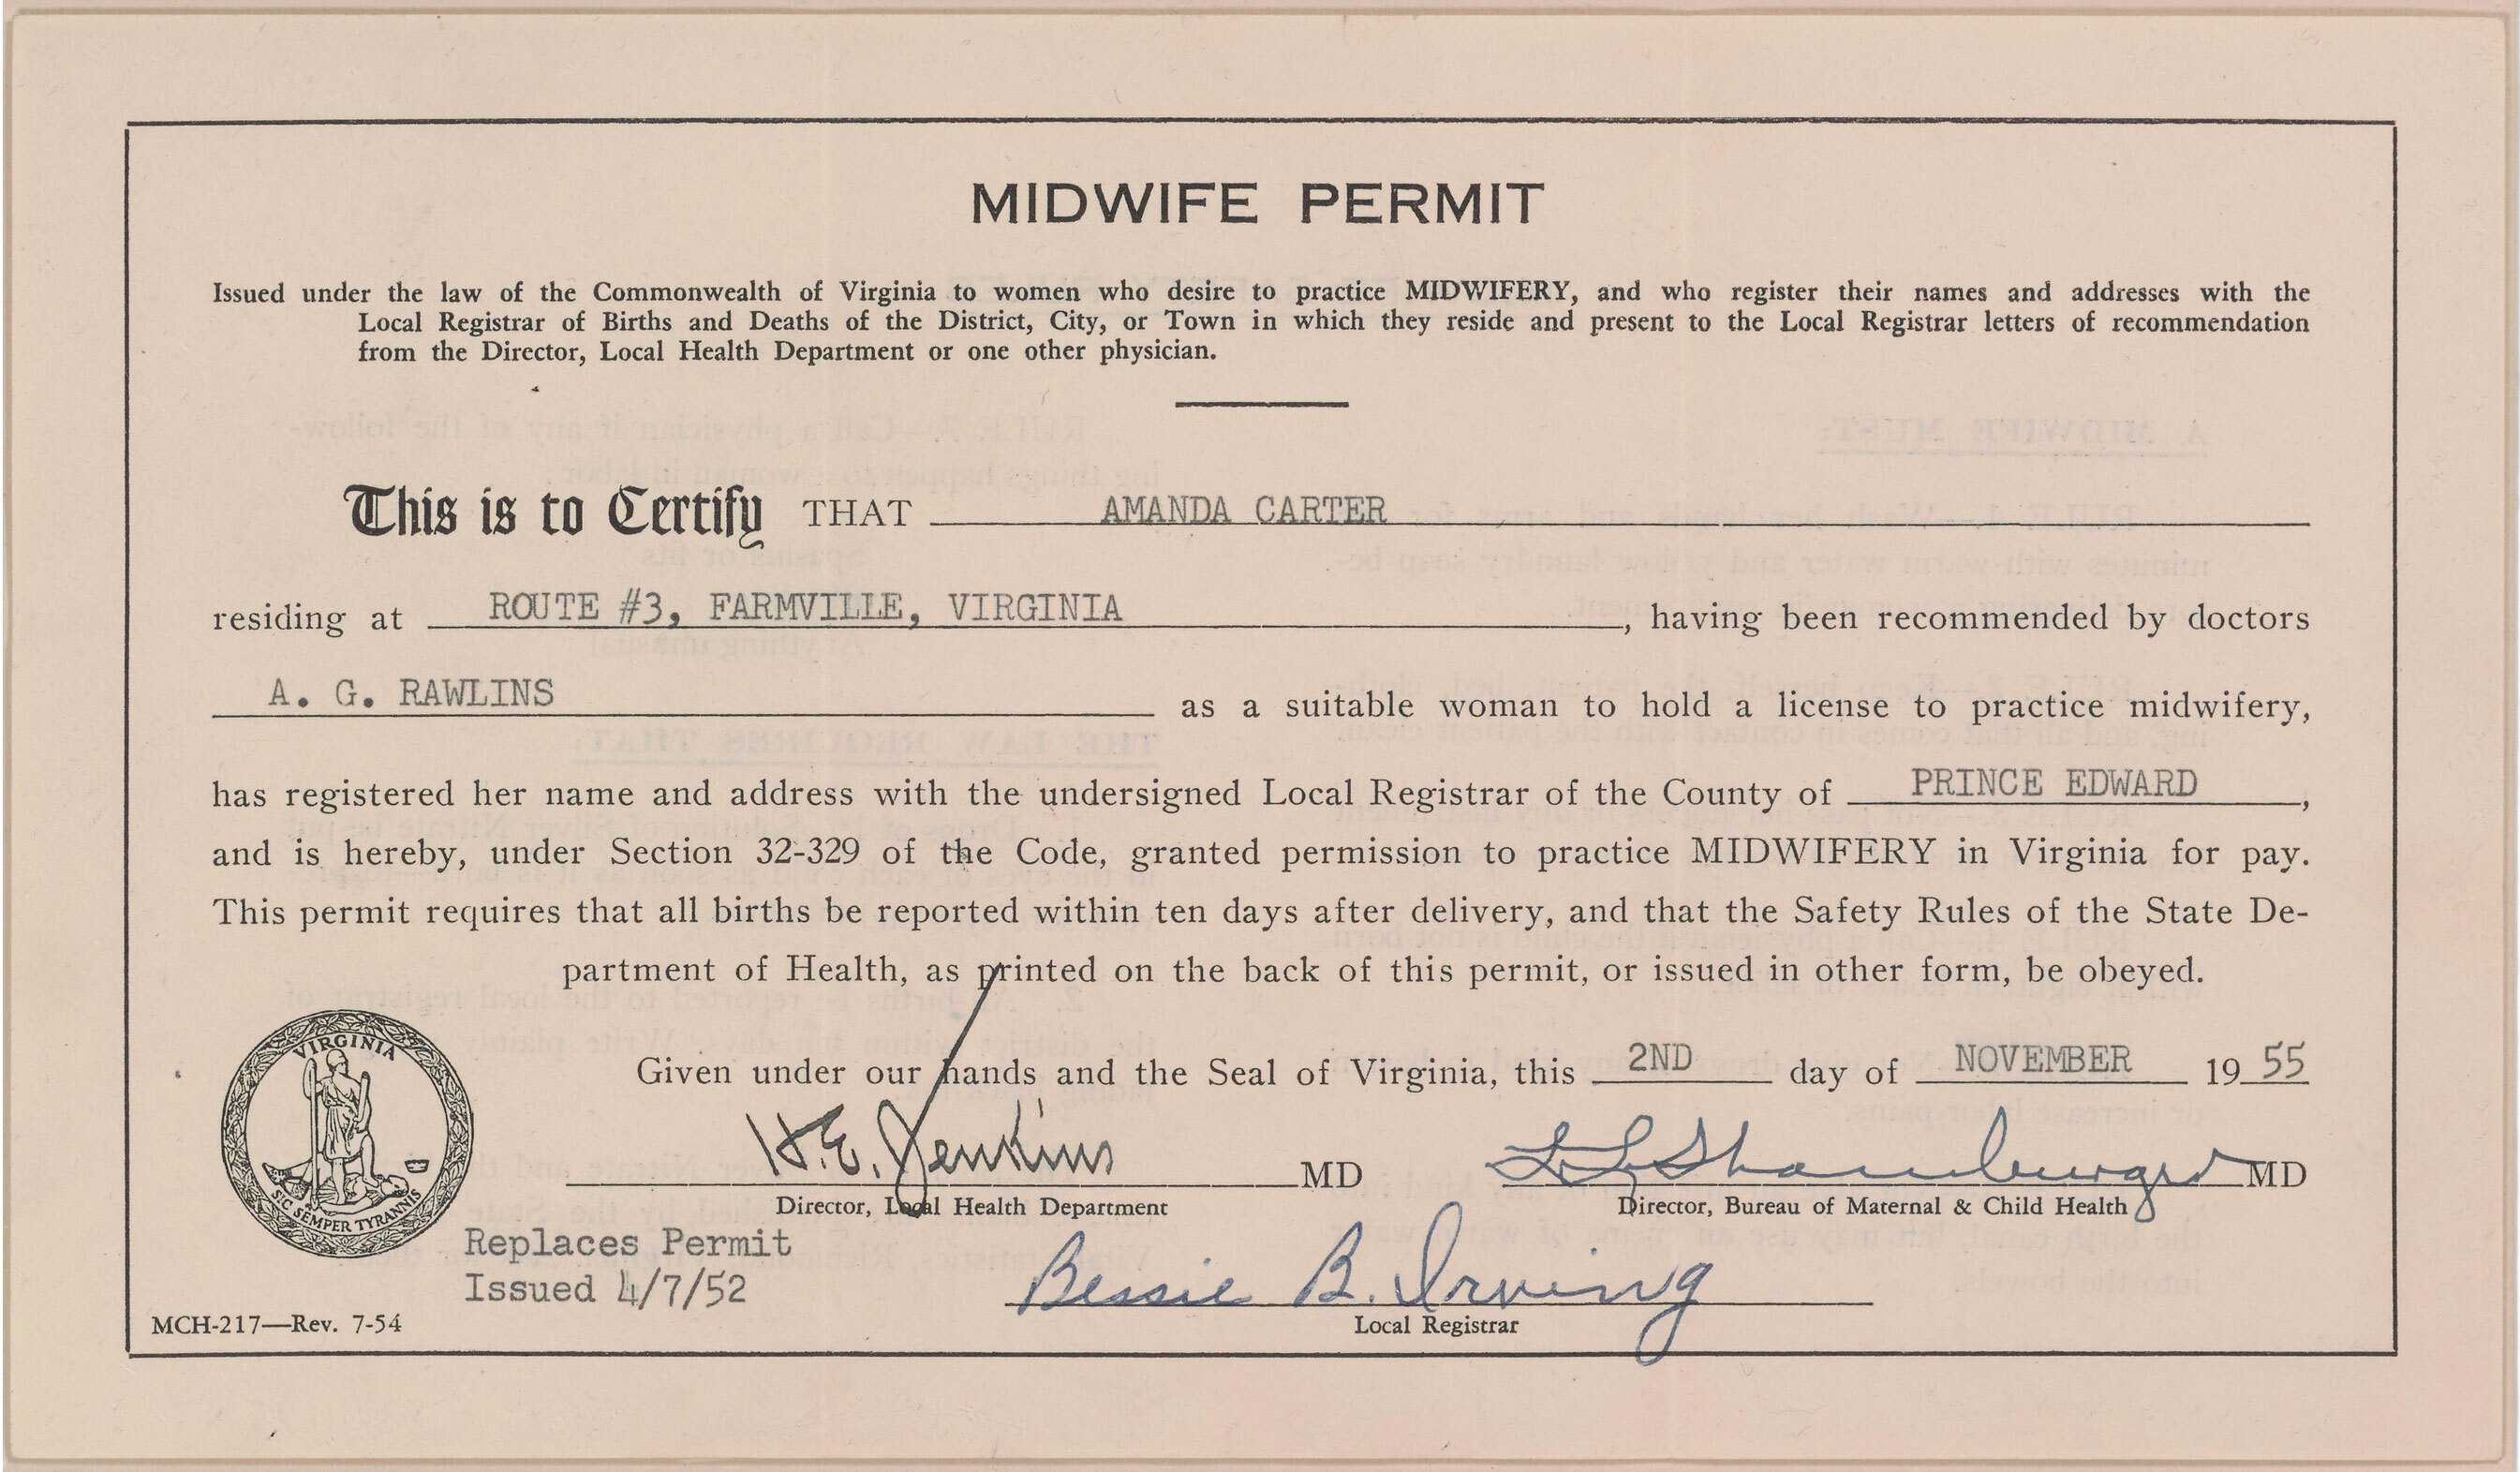 MIDWIFE PERMIT
Issued under the law of the Commonwealth of Virginia to women who desire to practice MIDWIFERY, and who register their names and addresses with the
Local Registrar of Births and Deaths of the District, City, or Town in which they reside and present to the Local Registrar letters of recommendation
from the Director, Local Health Department or one other physician.
This is to Certify THAT AMANDA CARTER
residing at ROUTE #3, FARMVILLE, VIRGINIA, having been recommended by doctors
A. G. RAWLINS as a suitable woman to hold a license to practice midwifery,
has registered her name and address with the undersigned Local Registrar of the County of PRINCE EDWARD,
and is hereby, under Section 32-329 of the Code, granted permission to practice MIDWIFERY in Virginia for pay.
This permit requires that all births be reported within ten days after delivery, and that the Safety Rules of the State De-
partment of Health, as printed on the back of this permit, or issued in other form, be obeyed.
VIRGINIA
SIC SEMPER TYRANNIS
Given under our hands and the Seal of Virginia, this 2ND day of NOVEMBER 1955
H.E. Jenkins MD L L Shamburger MD
Director, Local Health Department Director, Bureau of Maternal & Child Health
Replaces Permit
Issued 4/7/52
Bessie B. Irving
MCH-217—Rev. 7-54 Local Registrar